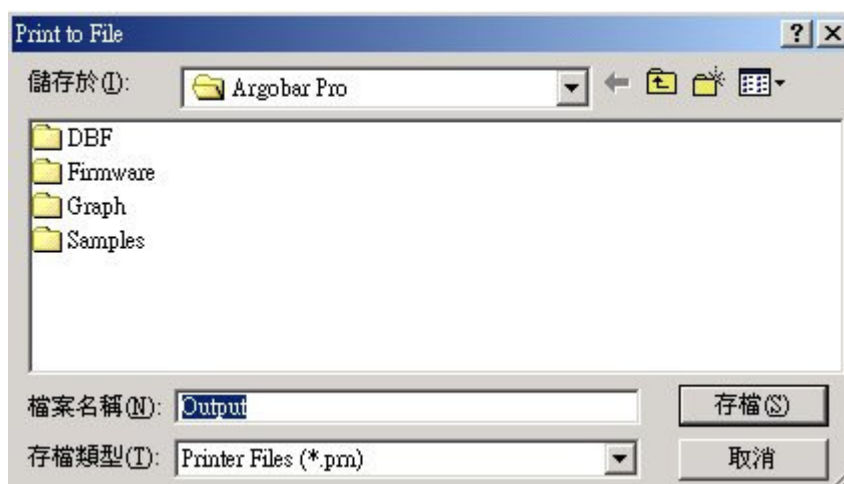 Print to File
儲存於(I):
Argobar Pro
DBF
Firmware
Graph
Samples
檔案名稱(N):
Output
存檔(S)
存檔類型(T):
Printer Files (*.prn)
取消